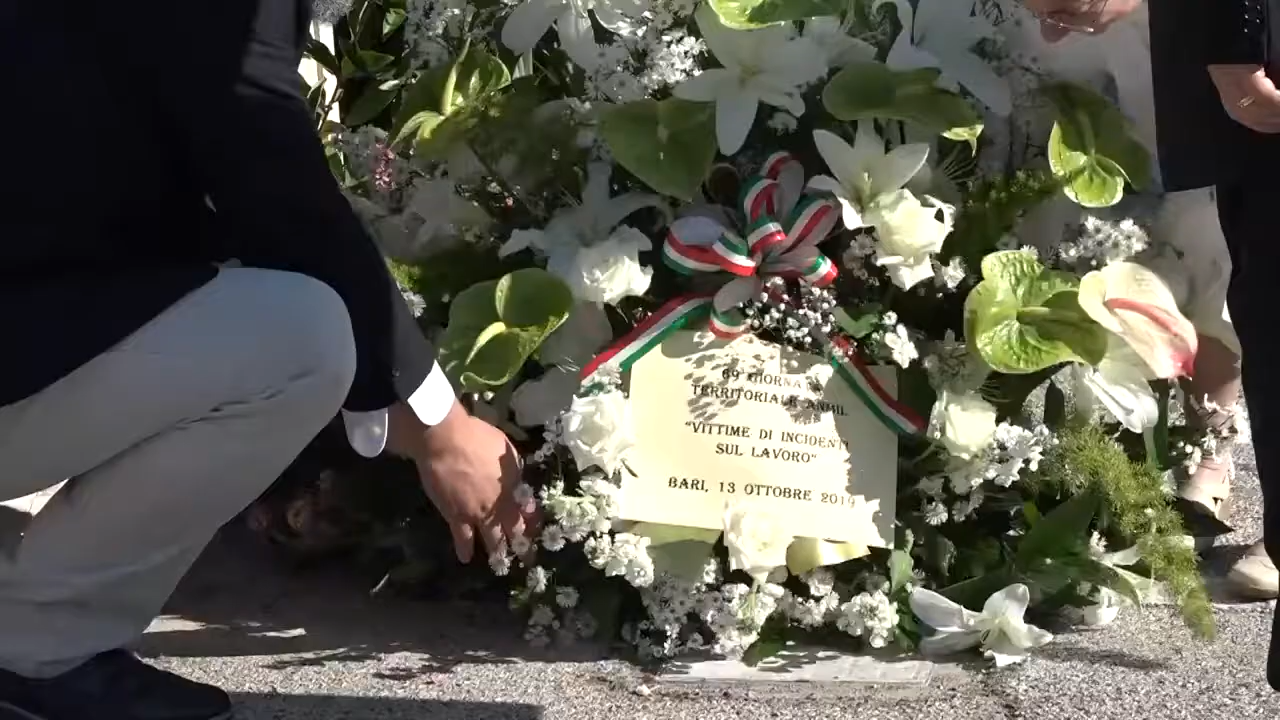 69ª GIORNATA
TERRITORIALE ANMIL
"VITTIME DI INCIDENTI
SUL LAVORO"
BARI, 13 OTTOBRE 2019